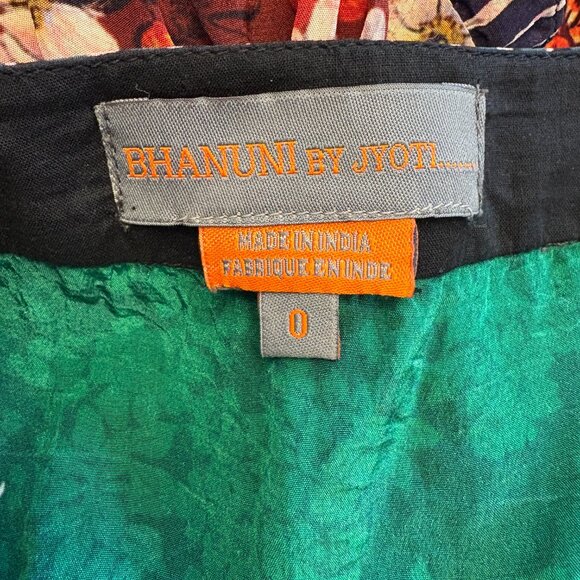 BHANUNI BY JYOTI......
MADE IN INDIA
FABRIQUE EN INDE
0